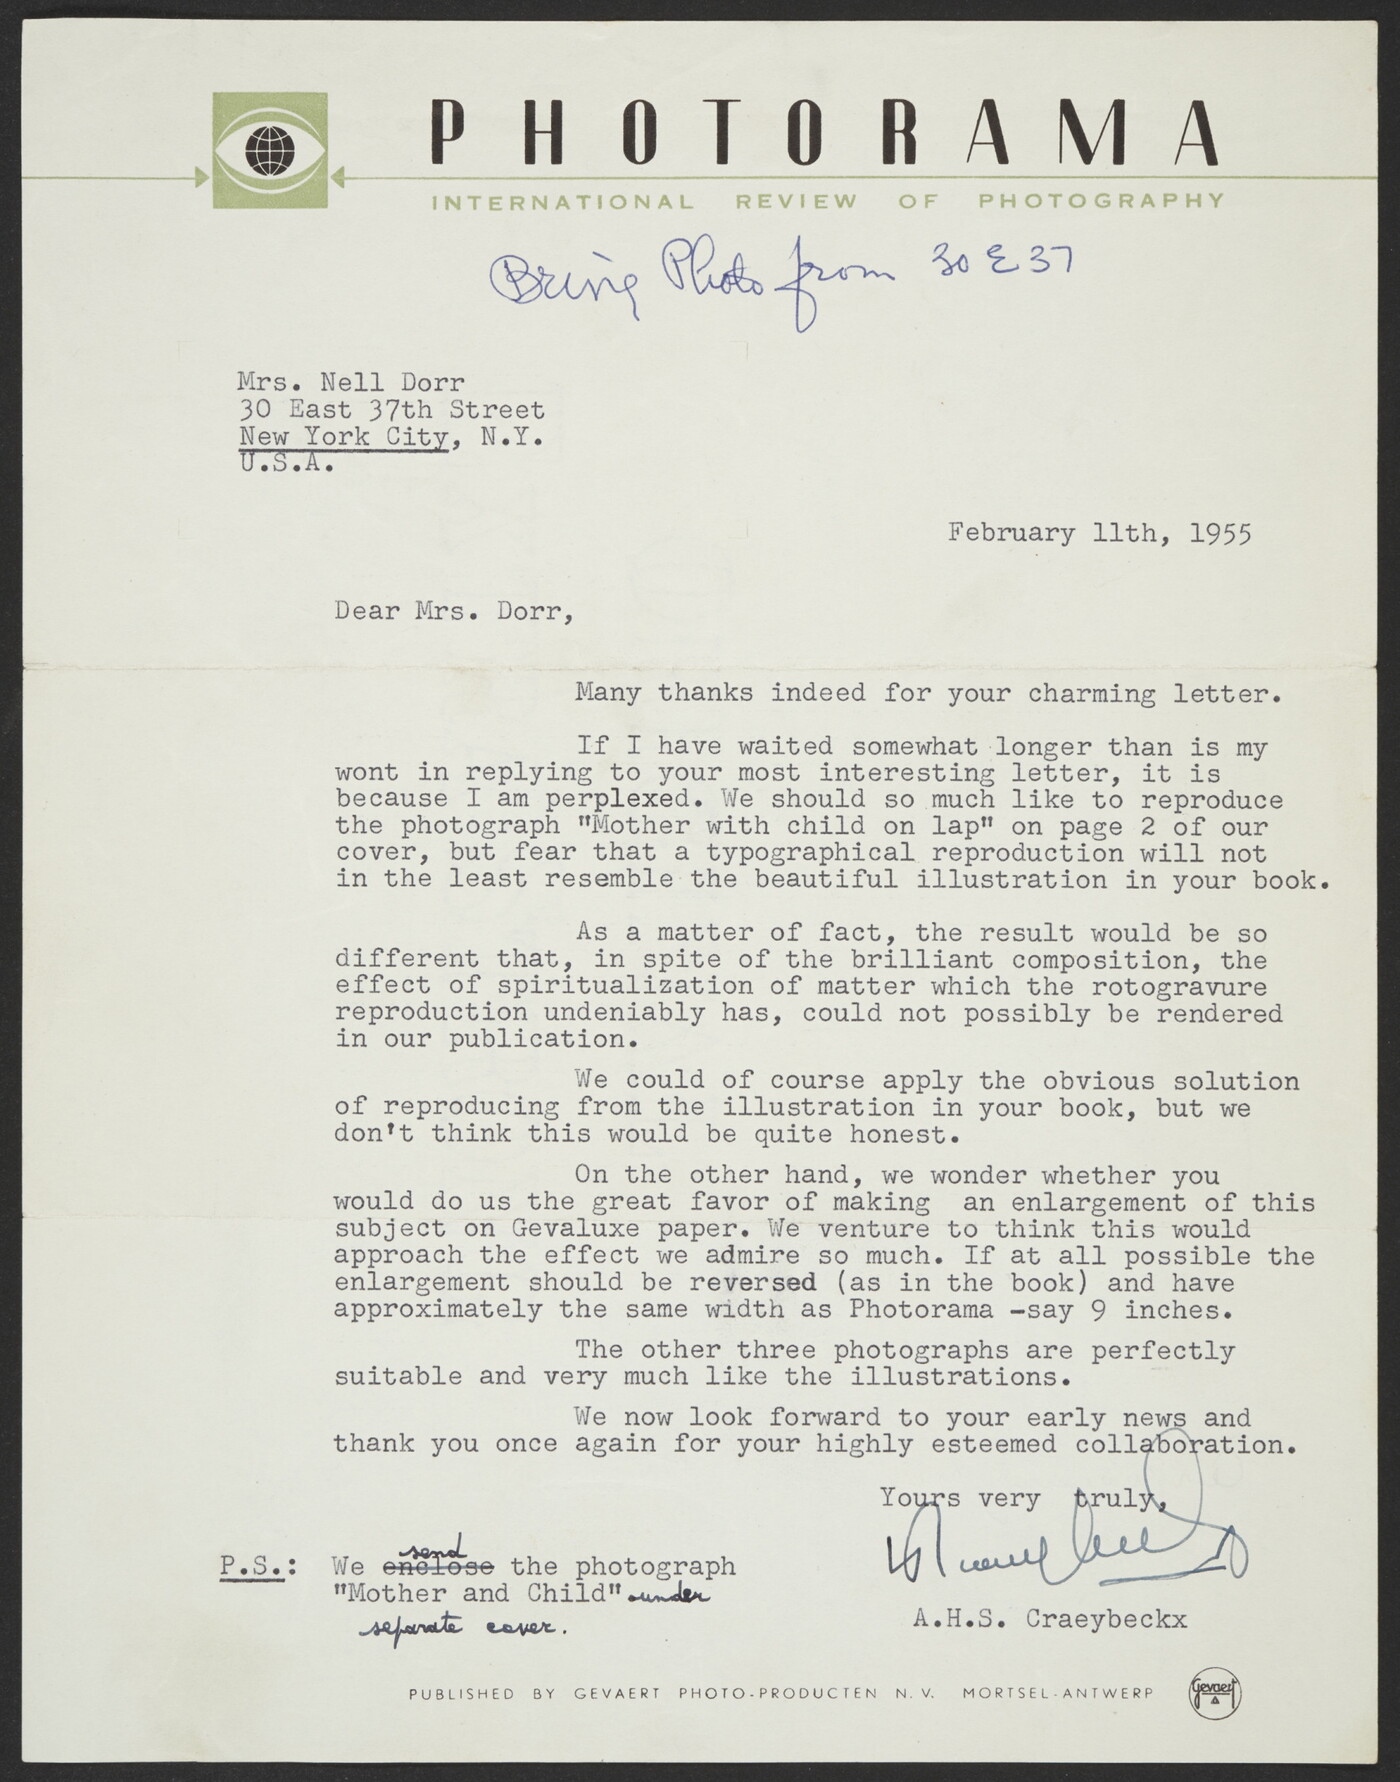 PHOTORAMA
INTERNATIONAL REVIEW OF PHOTOGRAPHY
Bring Photo from 30 E 37
Mrs. Nell Dorr
30 East 37th Street
New York City, N.Y.
U.S.A.
February 11th, 1955
Dear Mrs. Dorr,
Many thanks indeed for your charming letter.
If I have waited somewhat longer than is my
wont in replying to your most interesting letter, it is
because I am perplexed. We should so much like to reproduce
the photograph "Mother with child on lap" on page 2 of our
cover, but fear that a typographical reproduction will not
in the least resemble the beautiful illustration in your book.
As a matter of fact, the result would be so
different that, in spite of the brilliant composition, the
effect of spiritualization of matter which the rotogravure
reproduction undeniably has, could not possibly be rendered
in our publication.
We could of course apply the obvious solution
of reproducing from the illustration in your book, but we
don't think this would be quite honest.
On the other hand, we wonder whether you
would do us the great favor of making an enlargement of this
subject on Gevaluxe paper. We venture to think this would
approach the effect we admire so much. If at all possible the
enlargement should be reversed (as in the book) and have
approximately the same width as Photorama -say 9 inches.
The other three photographs are perfectly
suitable and very much like the illustrations.
We now look forward to your early news and
thank you once again for your highly esteemed collaboration.
Yours very truly,
send
P.S.: We enclose the photograph
"Mother and Child" under
separate cover.
A.H.S. Craeybeckx
PUBLISHED BY GEVAERT PHOTO-PRODUCTEN N.V. MORTSEL-ANTWERP
Gevaert